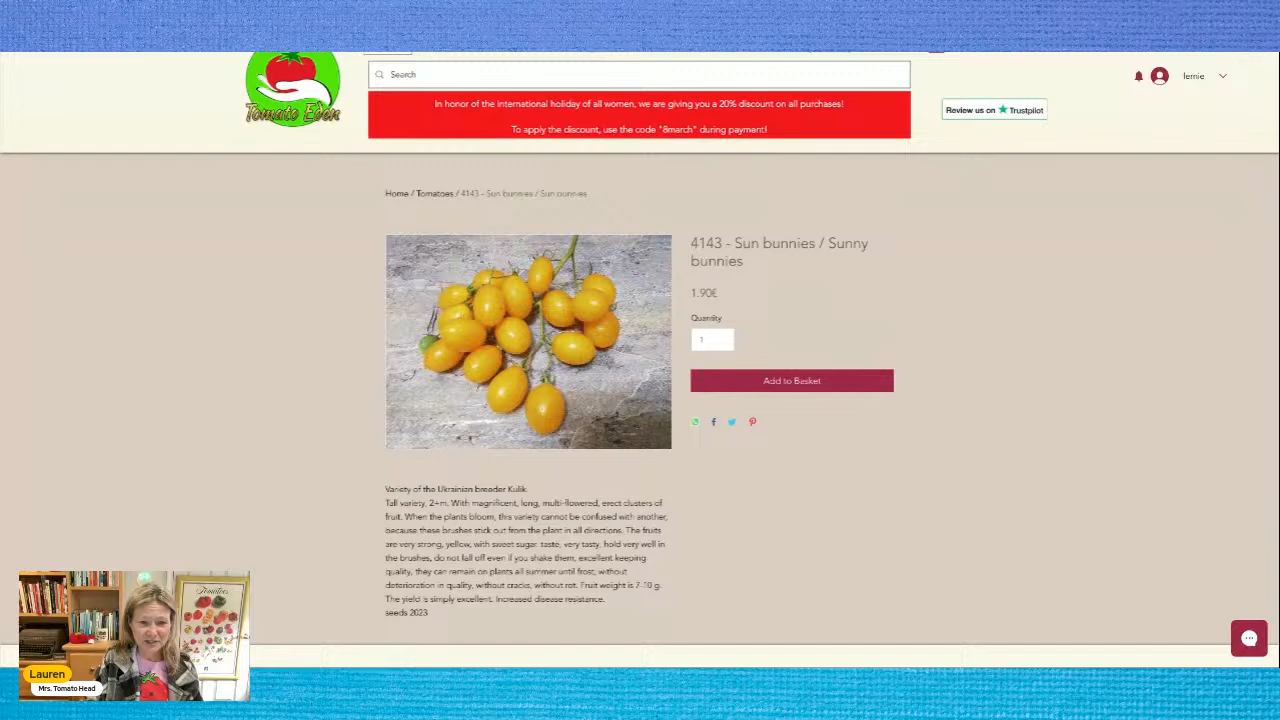 Tomato Eden
Search
In honor of the international holiday of all women, we are giving you a 20% discount on all purchases!
To apply the discount, use the code "8march" during payment!
lernie
Review us on Trustpilot
Home / Tomatoes / 4143 - Sun bunnies / Sun bunnies
4143 - Sun bunnies / Sunny
bunnies
1.90€
Quantity
1
Add to Basket
Variety of the Ukrainian breeder Kulik.
Tall variety, 2+m. With magnificent, long, multi-flowered, erect clusters of
fruit. When the plants bloom, this variety cannot be confused with another,
because these brushes stick out from the plant in all directions. The fruits
are very strong, yellow, with sweet sugar. taste, very tasty, hold very well in
the brushes, do not fall off even if you shake them, excellent keeping
quality, they can remain on plants all summer until frost, without
deterioration in quality, without cracks, without rot. Fruit weight is 7-10 g.
The yield is simply excellent. Increased disease resistance.
seeds 2023
Tomatoes
Lauren
Mrs. Tomato Head